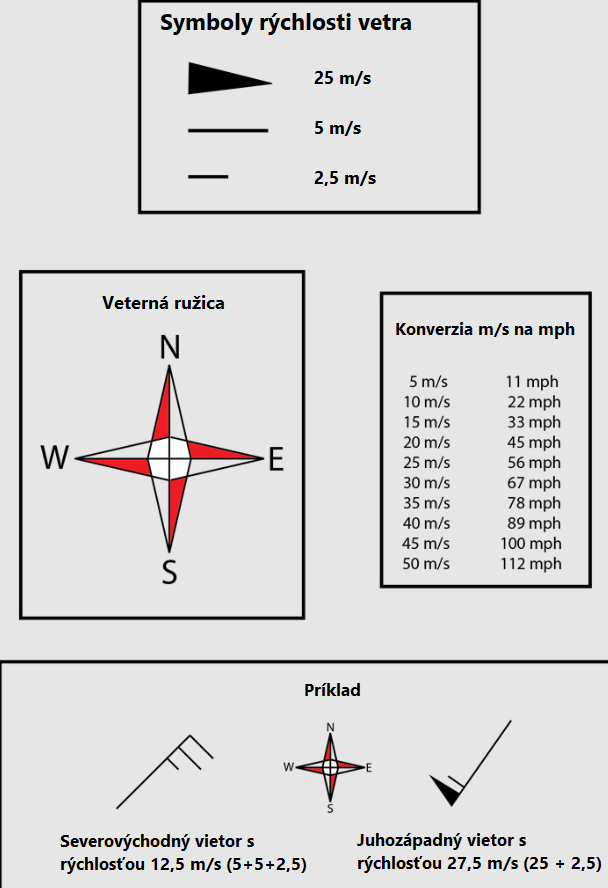 Symboly rýchlosti vetra
25 m/s
5 m/s
2,5 m/s
Veterná ružica
N
W E
S
Konverzia m/s na mph
5 m/s 11 mph
10 m/s 22 mph
15 m/s 33 mph
20 m/s 45 mph
25 m/s 56 mph
30 m/s 67 mph
35 m/s 78 mph
40 m/s 89 mph
45 m/s 100 mph
50 m/s 112 mph
Príklad
N
W E
S
Severovýchodný vietor s
rýchlosťou 12,5 m/s (5+5+2,5)
Juhozápadný vietor s
rýchlosťou 27,5 m/s (25 + 2,5)